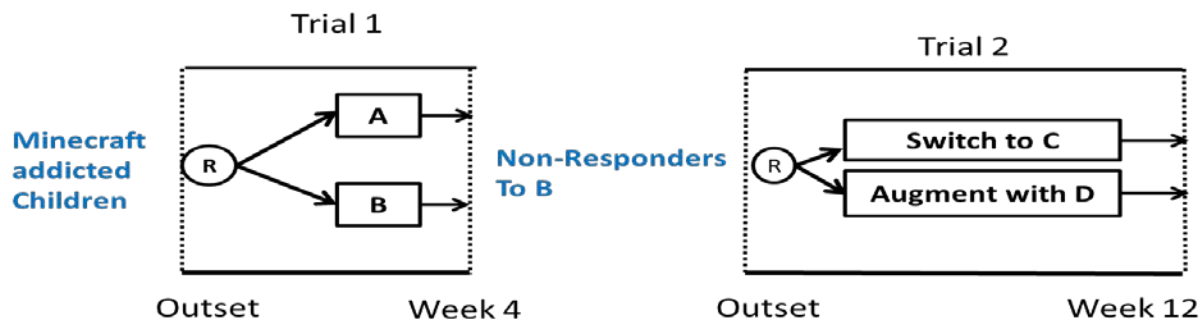 Trial 1
Minecraft
addicted
Children
R
A
B
Outset
Week 4
Non-Responders
To B
Trial 2
R
Switch to C
Augment with D
Outset
Week 12